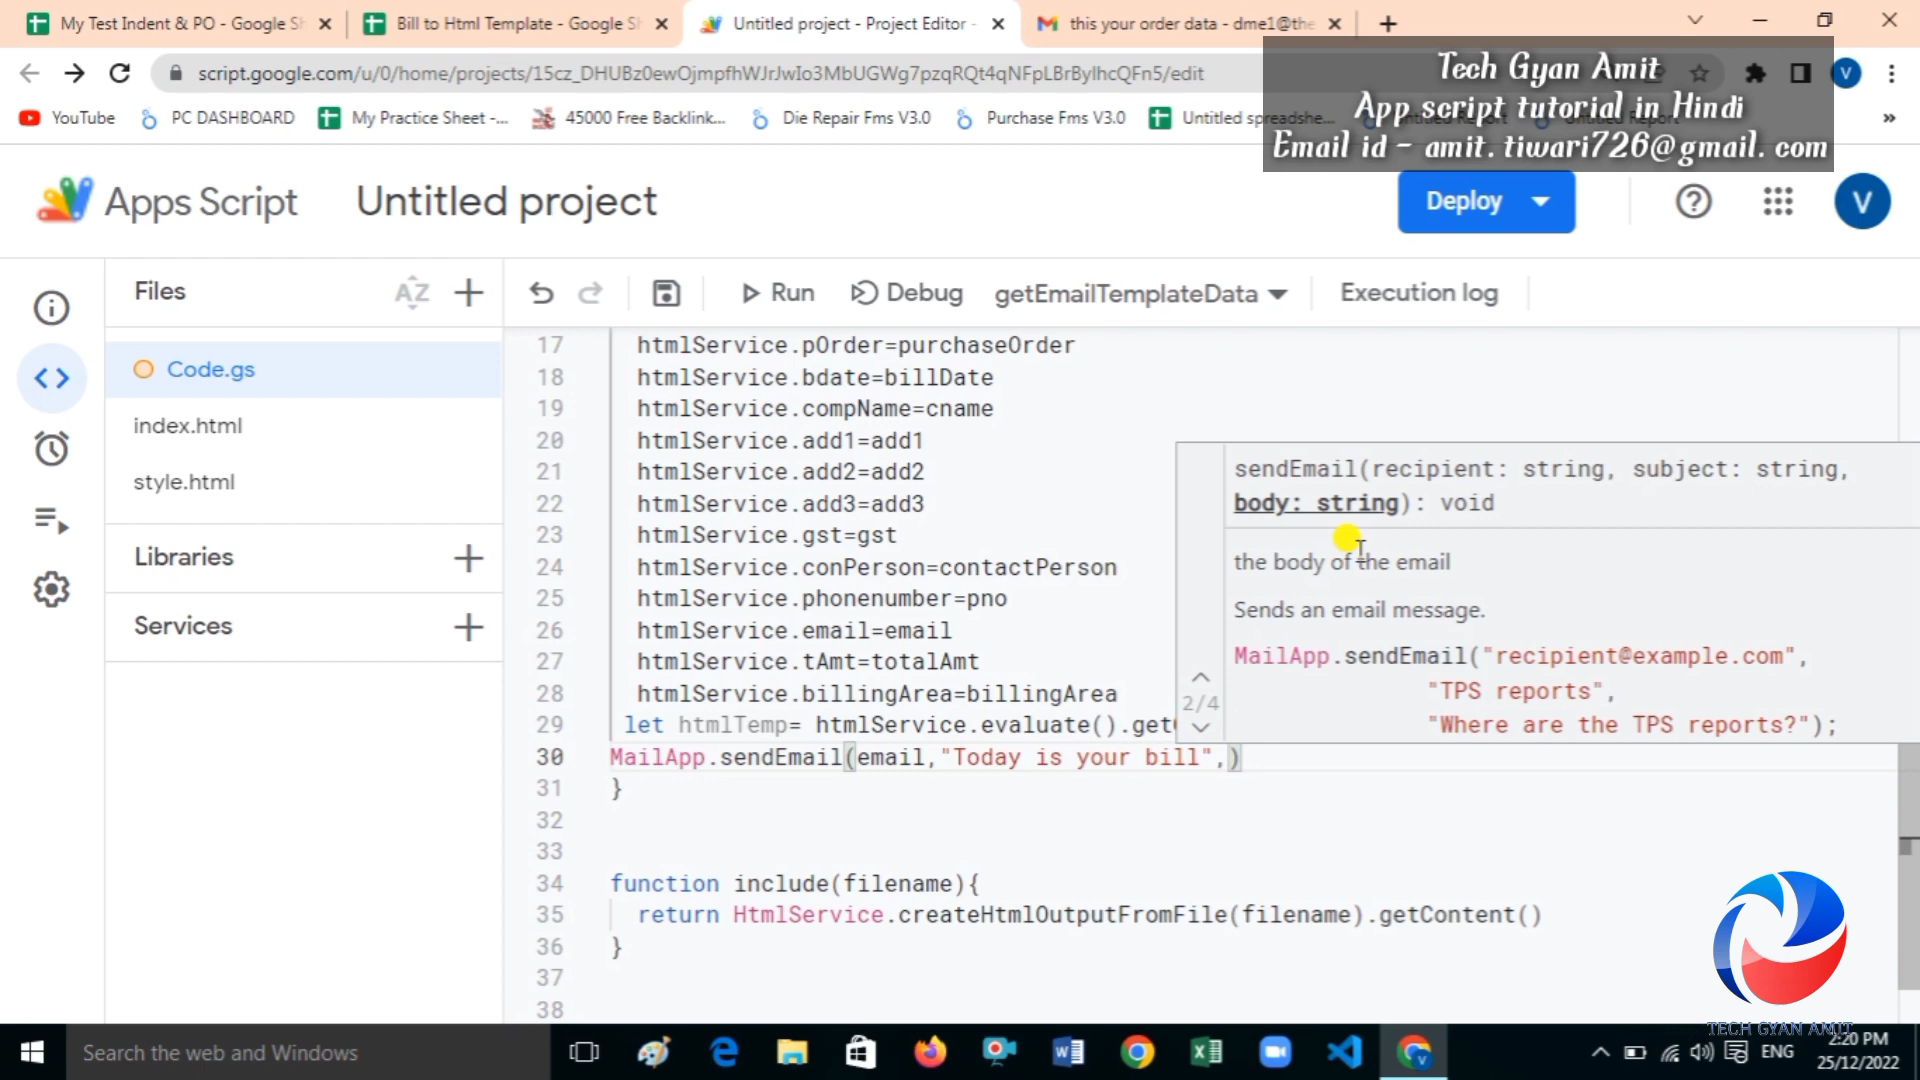 My Test Indent & PO - Google Sh
Bill to Html Template - Google Sh
Untitled project - Project Editor -
this your order data - dme1@the
script.google.com/u/0/home/projects/15cz_DHUBz0ewOjmpfhWJrJwIo3MbUGWg7pzqRQt4qNFpLBrBylhcQFn5/edit
Tech Gyan Amit
App script tutorial in Hindi
Email id - amit.tiwari726@gmail.com
V
YouTube
PC DASHBOARD
My Practice Sheet -...
45000 Free Backlink...
Die Repair Fms V3.0
Purchase Fms V3.0
Untitled spreadshe...
Apps Script
Untitled project
Deploy
V
Files
AZ
Run
Debug
getEmailTemplateData
Execution log
Code.gs
index.html
style.html
Libraries
Services
17 htmlService.pOrder=purchaseOrder
18 htmlService.bdate=billDate
19 htmlService.compName=cname
20 htmlService.add1=add1
21 htmlService.add2=add2
22 htmlService.add3=add3
23 htmlService.gst=gst
24 htmlService.conPerson=contactPerson
25 htmlService.phonenumber=pno
26 htmlService.email=email
27 htmlService.tAmt=totalAmt
28 htmlService.billingArea=billingArea
29 let htmlTemp= htmlService.evaluate().get
30 MailApp.sendEmail(email,"Today is your bill",)
31 }
32
33
34 function include(filename){
35 return HtmlService.createHtmlOutputFromFile(filename).getContent()
36 }
37
38
sendEmail(recipient: string, subject: string,
body: string): void
the body of the email
Sends an email message.
MailApp.sendEmail("recipient@example.com",
"TPS reports",
"Where are the TPS reports?");
2/4
TECH GYAN AMIT
Search the web and Windows
ENG
2:20 PM
25/12/2022